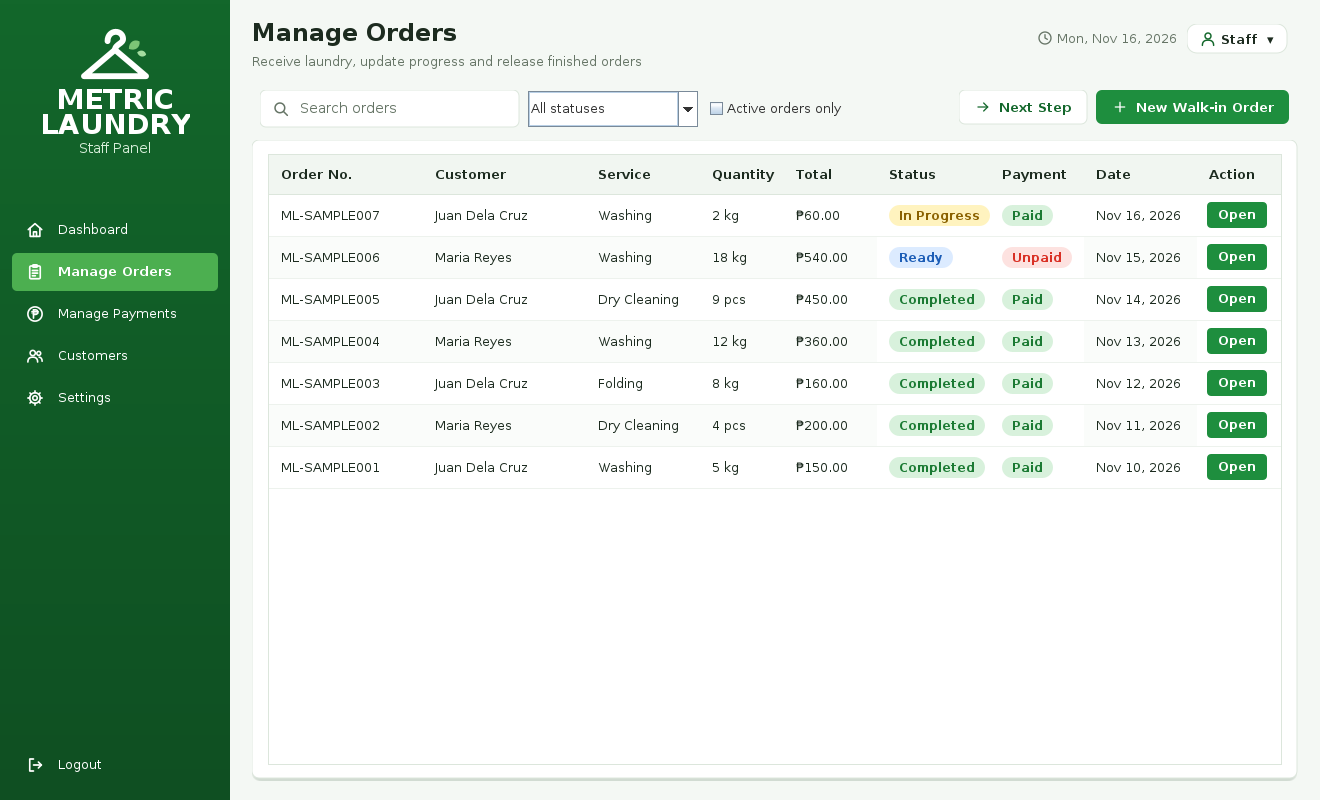 METRIC
LAUNDRY
Staff Panel
Dashboard
Manage Orders
Manage Payments
Customers
Settings
Logout
Manage Orders
Receive laundry, update progress and release finished orders
Mon, Nov 16, 2026
Staff ▾
Search orders
All statuses
Active orders only
Next Step
New Walk-in Order
Order No. Customer Service Quantity Total Status Payment Date Action
ML-SAMPLE007 Juan Dela Cruz Washing 2 kg ₱60.00 In Progress Paid Nov 16, 2026 Open
ML-SAMPLE006 Maria Reyes Washing 18 kg ₱540.00 Ready Unpaid Nov 15, 2026 Open
ML-SAMPLE005 Juan Dela Cruz Dry Cleaning 9 pcs ₱450.00 Completed Paid Nov 14, 2026 Open
ML-SAMPLE004 Maria Reyes Washing 12 kg ₱360.00 Completed Paid Nov 13, 2026 Open
ML-SAMPLE003 Juan Dela Cruz Folding 8 kg ₱160.00 Completed Paid Nov 12, 2026 Open
ML-SAMPLE002 Maria Reyes Dry Cleaning 4 pcs ₱200.00 Completed Paid Nov 11, 2026 Open
ML-SAMPLE001 Juan Dela Cruz Washing 5 kg ₱150.00 Completed Paid Nov 10, 2026 Open